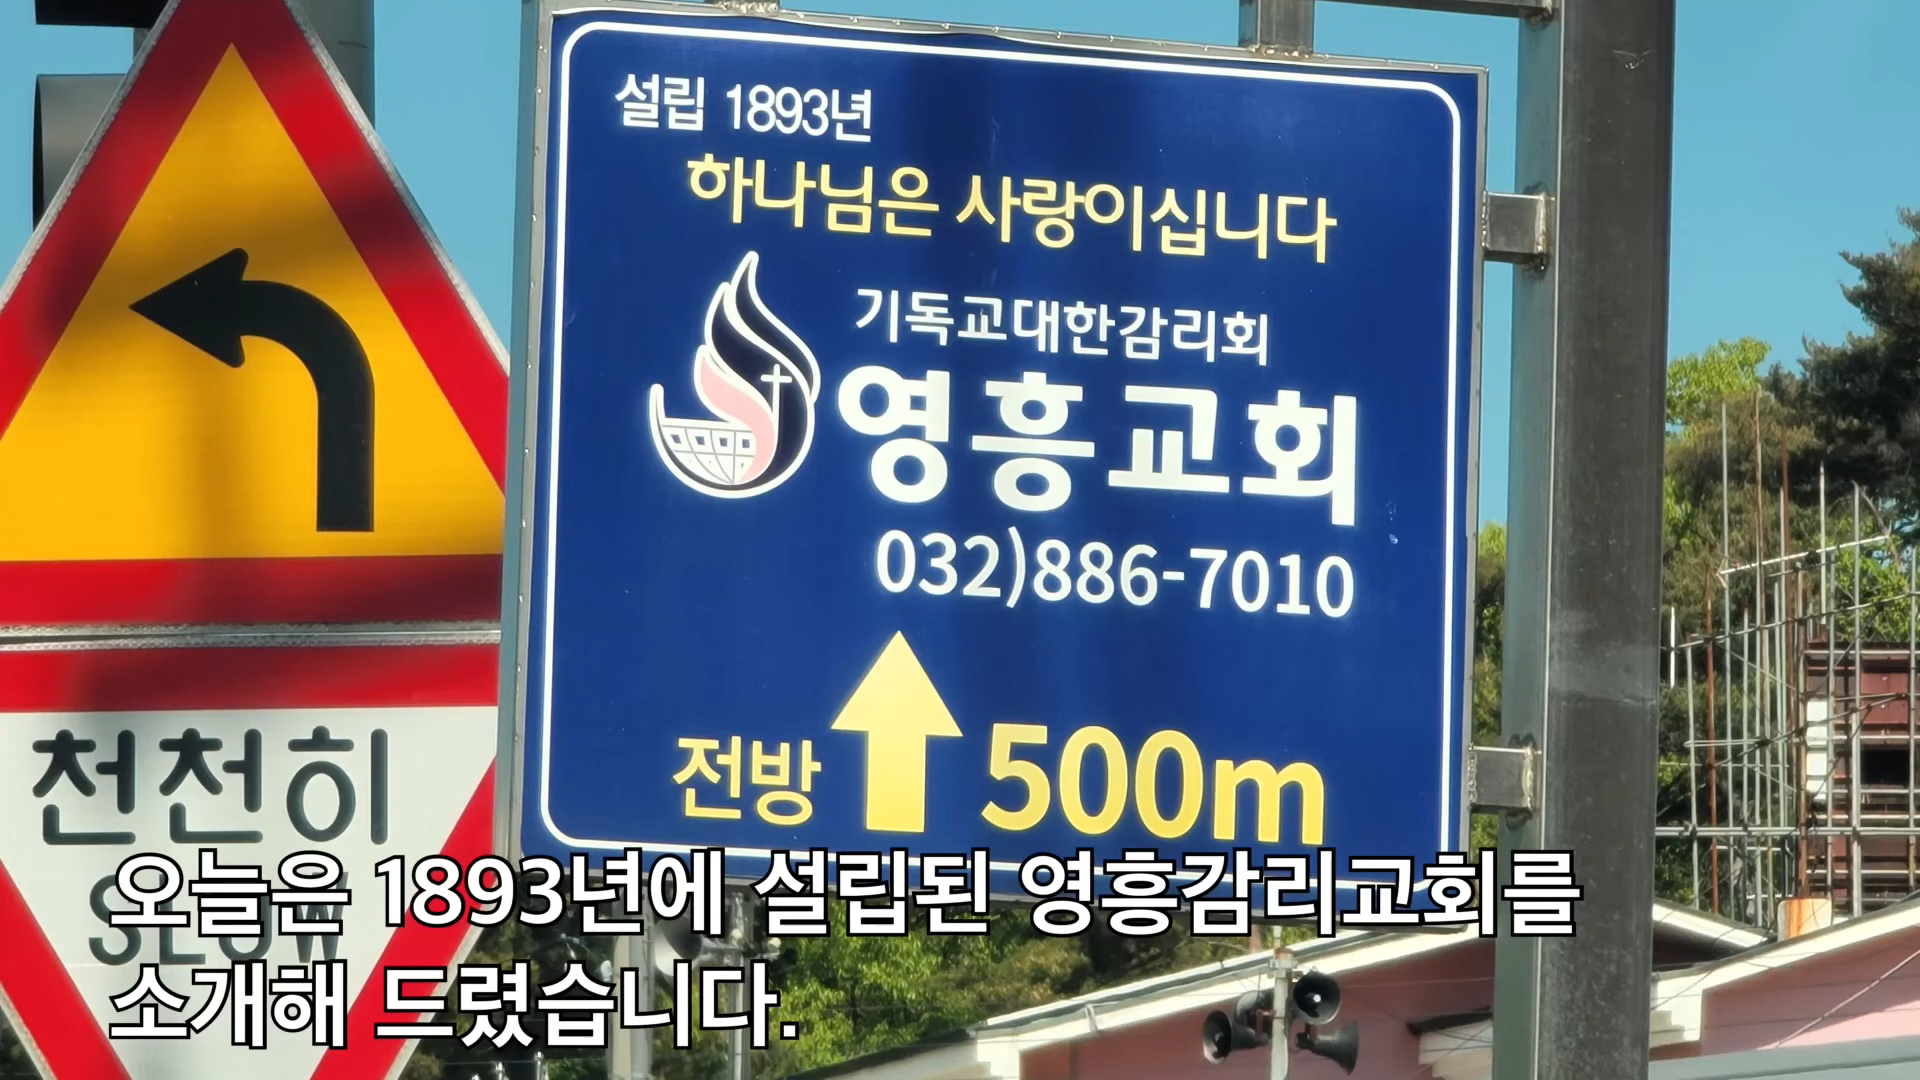 설립 1893년
하나님은 사랑이십니다
기독교대한감리회
영흥교회
032)886-7010
전방 500m
천천히
SLOW
오늘은 1893년에 설립된 영흥감리교회를
소개해 드렸습니다.